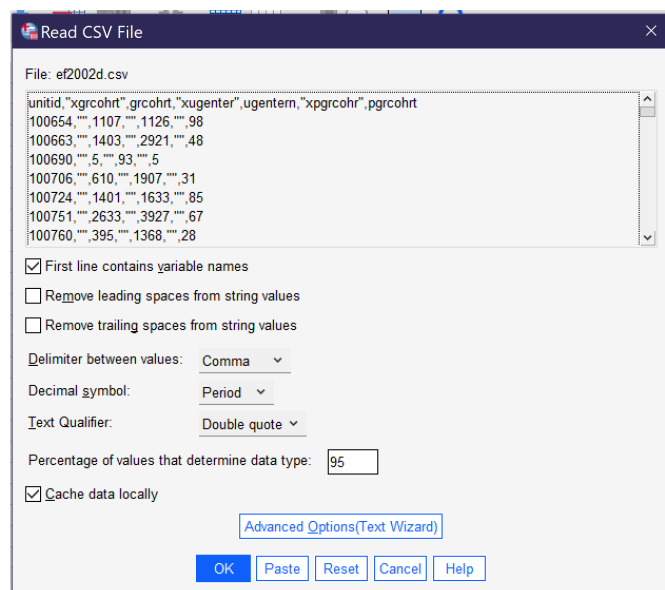 Read CSV File
File: ef2002d.csv
unitid,"xgrcohrt",grcohrt,"xugenter",ugentern,"xpgrcohr",pgrcohrt
100654,"",1107,"",1126,"",98
100663,"",1403,"",2921,"",48
100690,"",5,"",93,"",5
100706,"",610,"",1907,"",31
100724,"",1401,"",1633,"",85
100751,"",2633,"",3927,"",67
100760,"",395,"",1368,"",28
First line contains variable names
Remove leading spaces from string values
Remove trailing spaces from string values
Delimiter between values: Comma
Decimal symbol: Period
Text Qualifier: Double quote
Percentage of values that determine data type: 95
Cache data locally
Advanced Options(Text Wizard)
OK Paste Reset Cancel Help